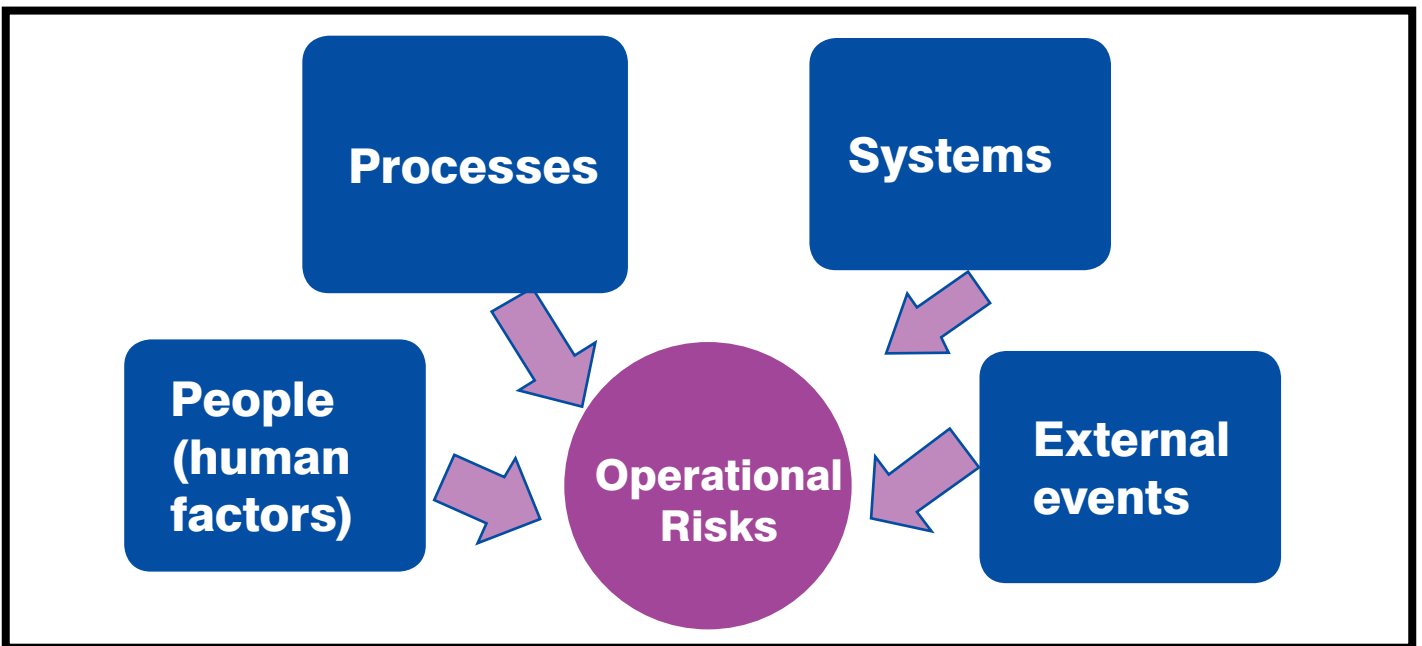 Processes
Systems
People
(human
factors)
Operational
Risks
External
events